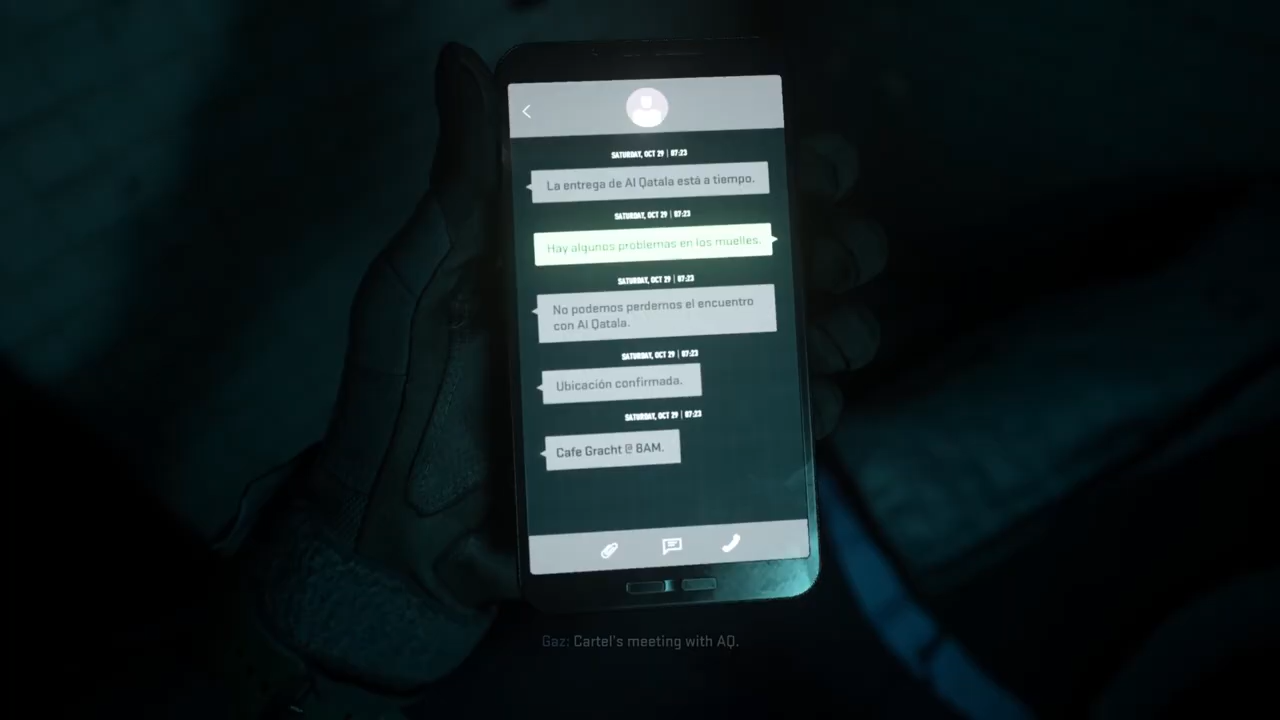 SATURDAY, OCT 29 | 07:23
La entrega de Al Qatala está a tiempo.
SATURDAY, OCT 29 | 07:23
Hay algunos problemas en los muelles.
SATURDAY, OCT 29 | 07:23
No podemos perdernos el encuentro
con Al Qatala.
SATURDAY, OCT 29 | 07:23
Ubicación confirmada.
SATURDAY, OCT 29 | 07:23
Cafe Gracht @ 8AM.
Gaz: Cartel's meeting with AQ.